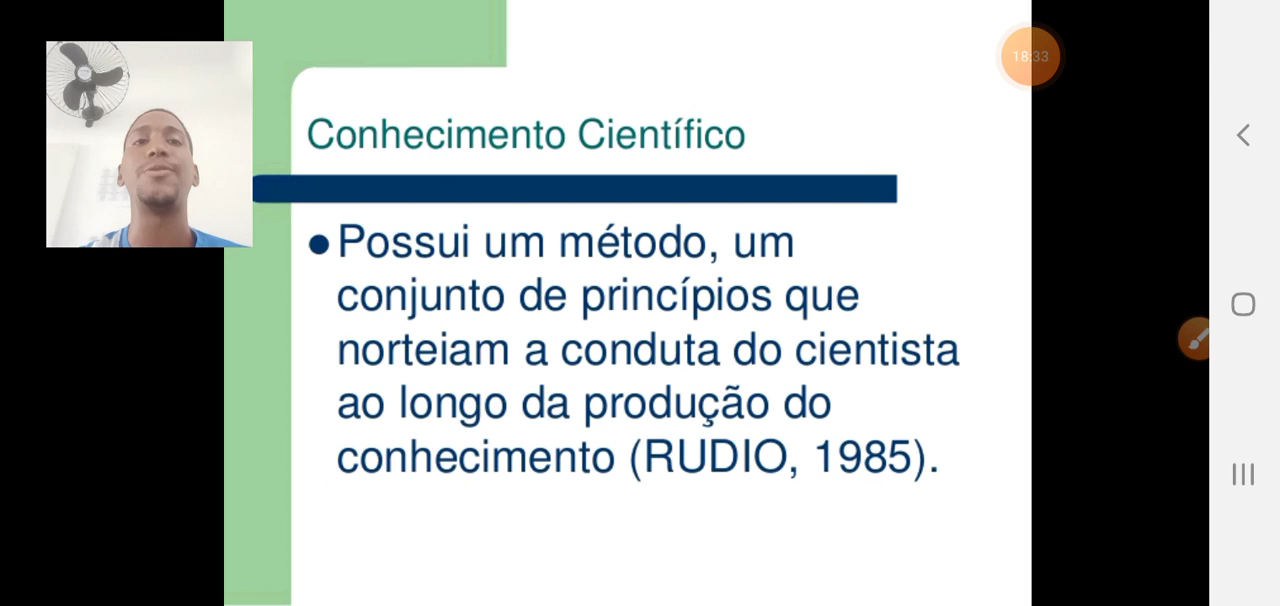 Conhecimento Científico
18:33
Possui um método, um
conjunto de princípios que
norteiam a conduta do cientista
ao longo da produção do
conhecimento (RUDIO, 1985).